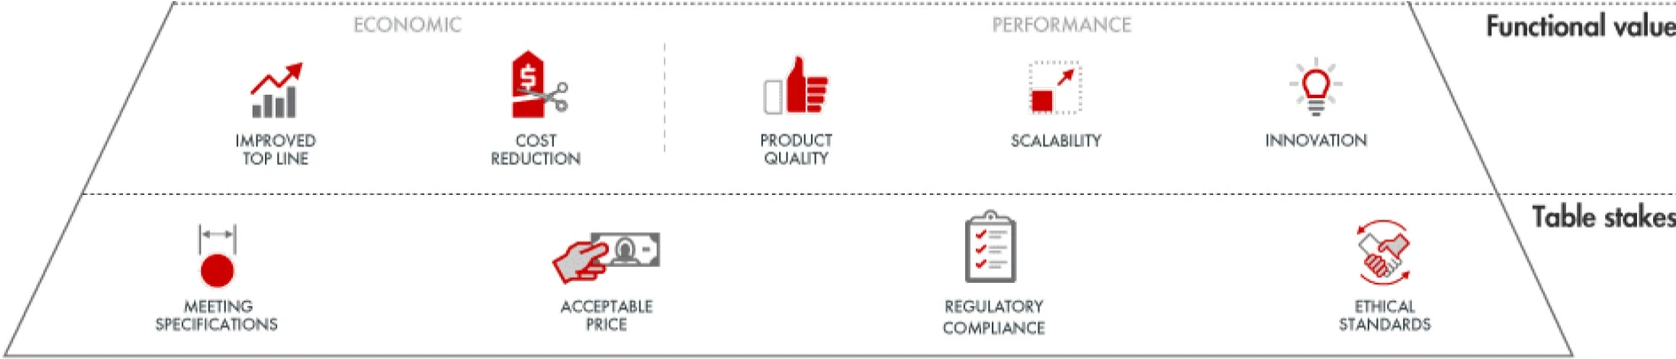 ECONOMIC
PERFORMANCE
Functional value
$
IMPROVED
TOP LINE
COST
REDUCTION
PRODUCT
QUALITY
SCALABILITY
INNOVATION
Table stakes
MEETING
SPECIFICATIONS
ACCEPTABLE
PRICE
REGULATORY
COMPLIANCE
ETHICAL
STANDARDS